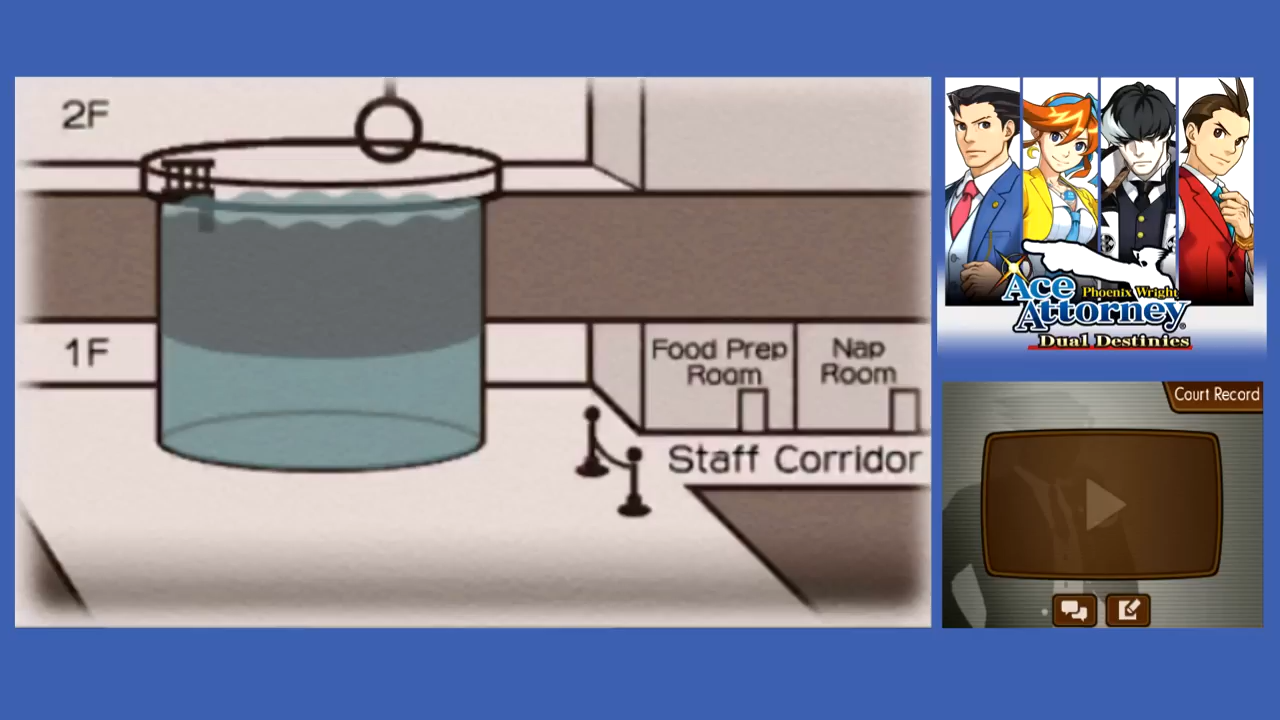 2F
1F
Food Prep
Room
Nap
Room
Staff Corridor
Ace
Phoenix Wright
Attorney
Dual Destinies
Court Record